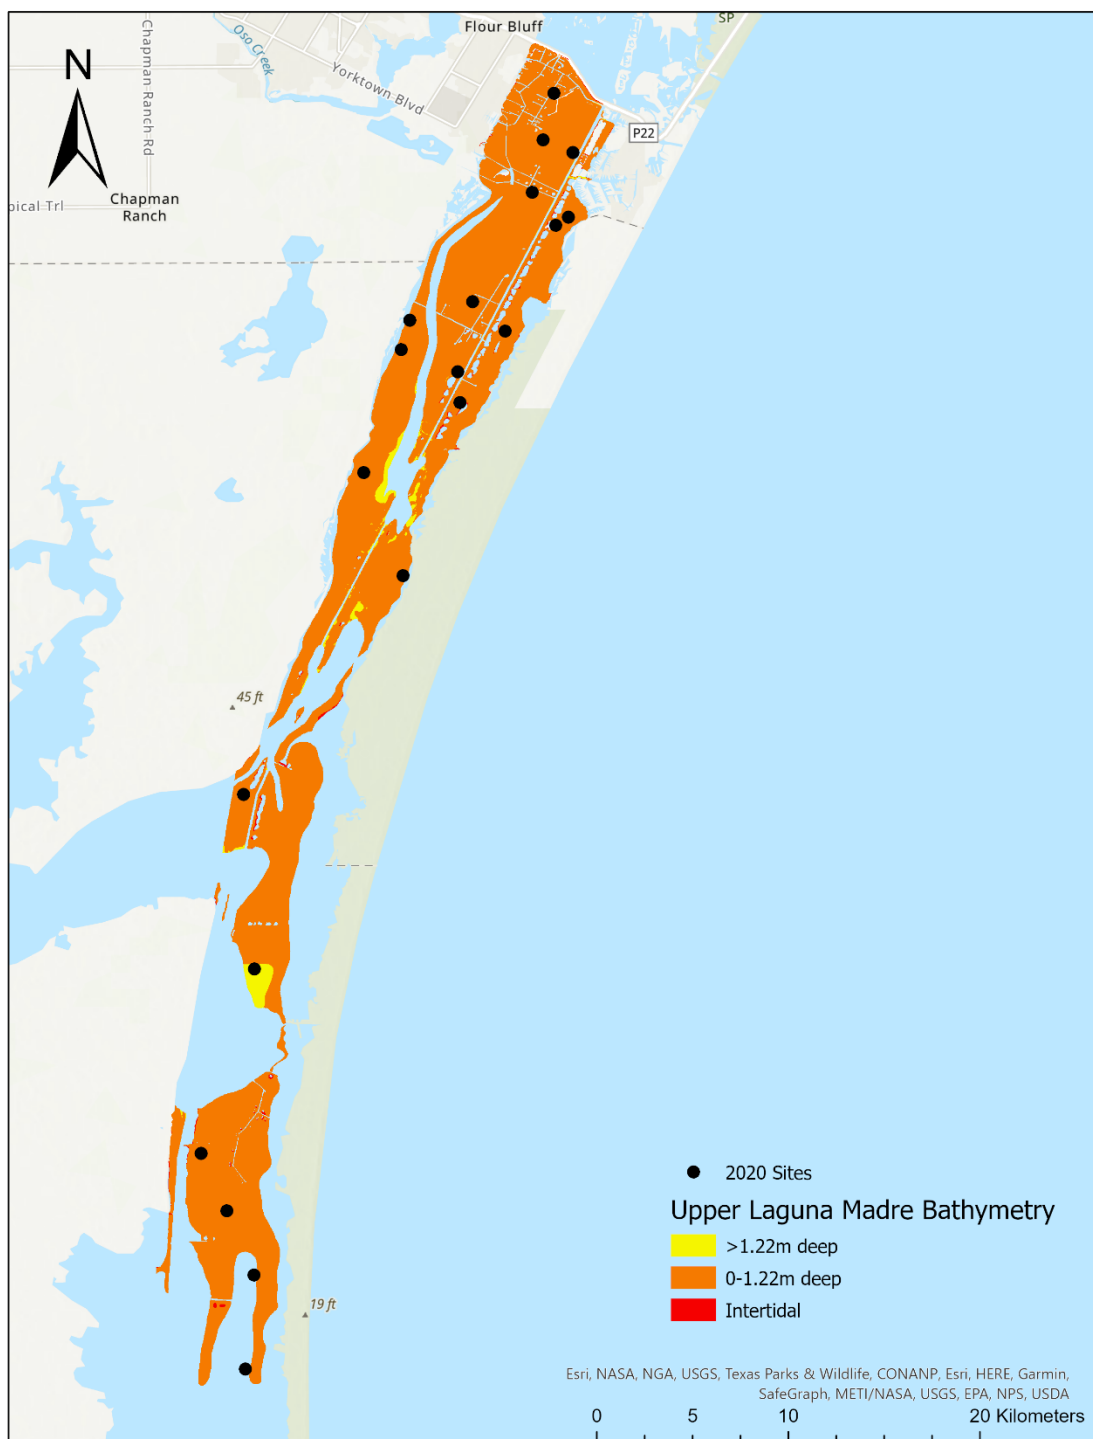 SP
Flour Bluff
Oso Creek
Yorktown Blvd
Chapman Ranch Rd
N
P22
Chapman
Ranch
pical Trl
45 ft
2020 Sites
Upper Laguna Madre Bathymetry
>1.22m deep
0-1.22m deep
Intertidal
19 ft
Esri, NASA, NGA, USGS, Texas Parks & Wildlife, CONANP, Esri, HERE, Garmin,
SafeGraph, METI/NASA, USGS, EPA, NPS, USDA
0 5 10 20 Kilometers